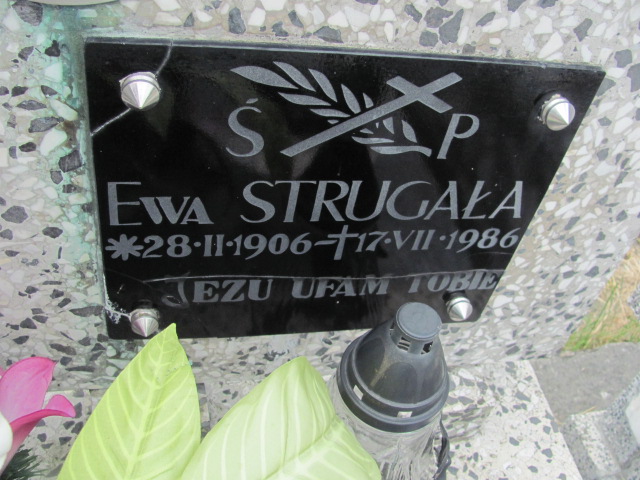 Ś P
EWA STRUGAŁA
*28·II·1906-†17·VII·1986
JEZU UFAM TOBIE